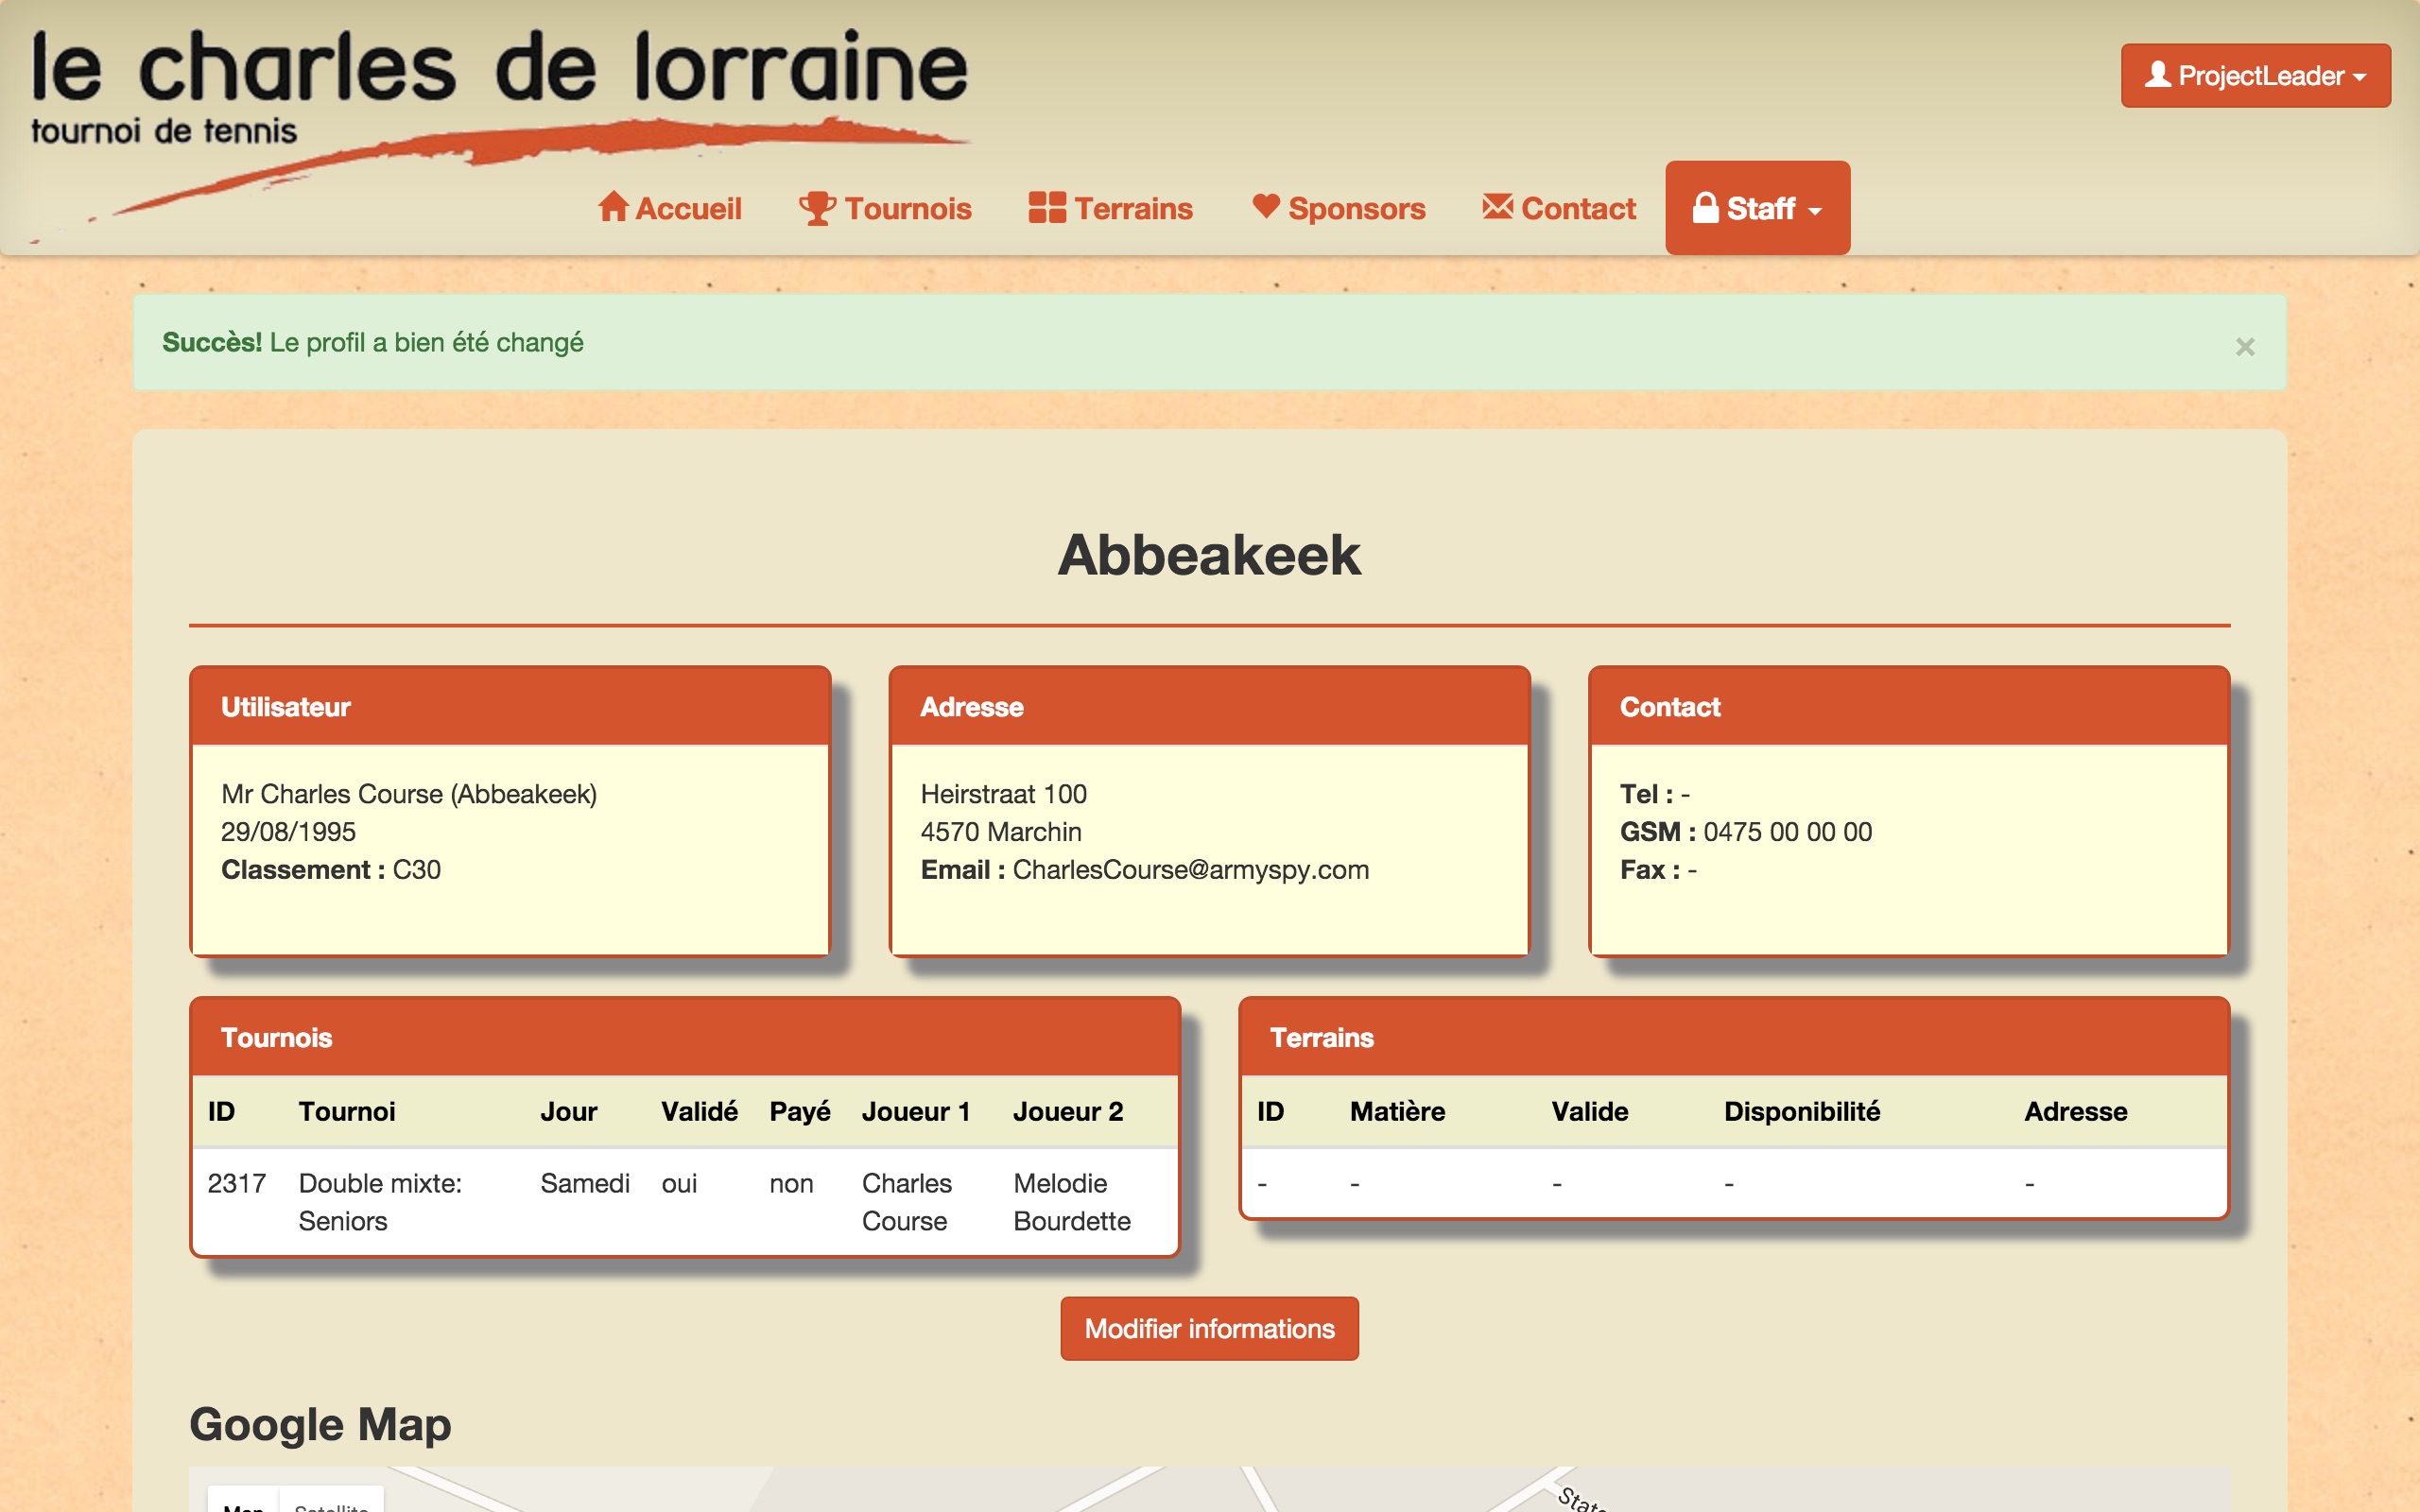 le charles de lorraine
tournoi de tennis
ProjectLeader
Accueil
Tournois
Terrains
Sponsors
Contact
Staff
Succès! Le profil a bien été changé
×
Abbeakeek
Utilisateur
Mr Charles Course (Abbeakeek)
29/08/1995
Classement : C30
Adresse
Heirstraat 100
4570 Marchin
Email : CharlesCourse@armyspy.com
Contact
Tel : -
GSM : 0475 00 00 00
Fax : -
Tournois
ID Tournoi Jour Validé Payé Joueur 1 Joueur 2
2317 Double mixte: Samedi oui non Charles Melodie
Seniors Course Bourdette
Terrains
ID Matière Valide Disponibilité Adresse
- - - - -
Modifier informations
Google Map
Map Satellite